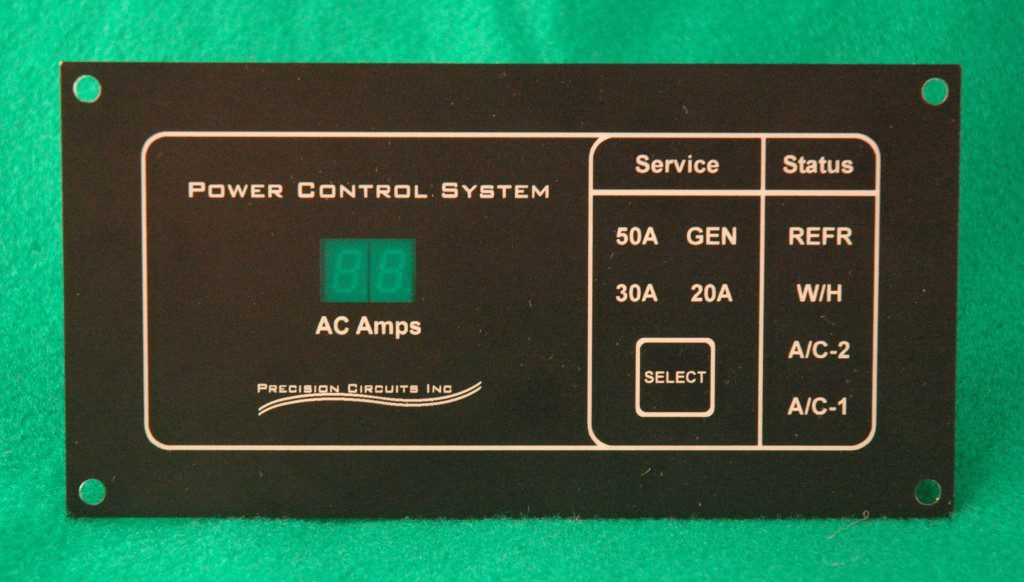 POWER CONTROL SYSTEM
AC Amps
PRECISION CIRCUITS INC
Service
50A GEN
30A 20A
SELECT
Status
REFR
W/H
A/C-2
A/C-1